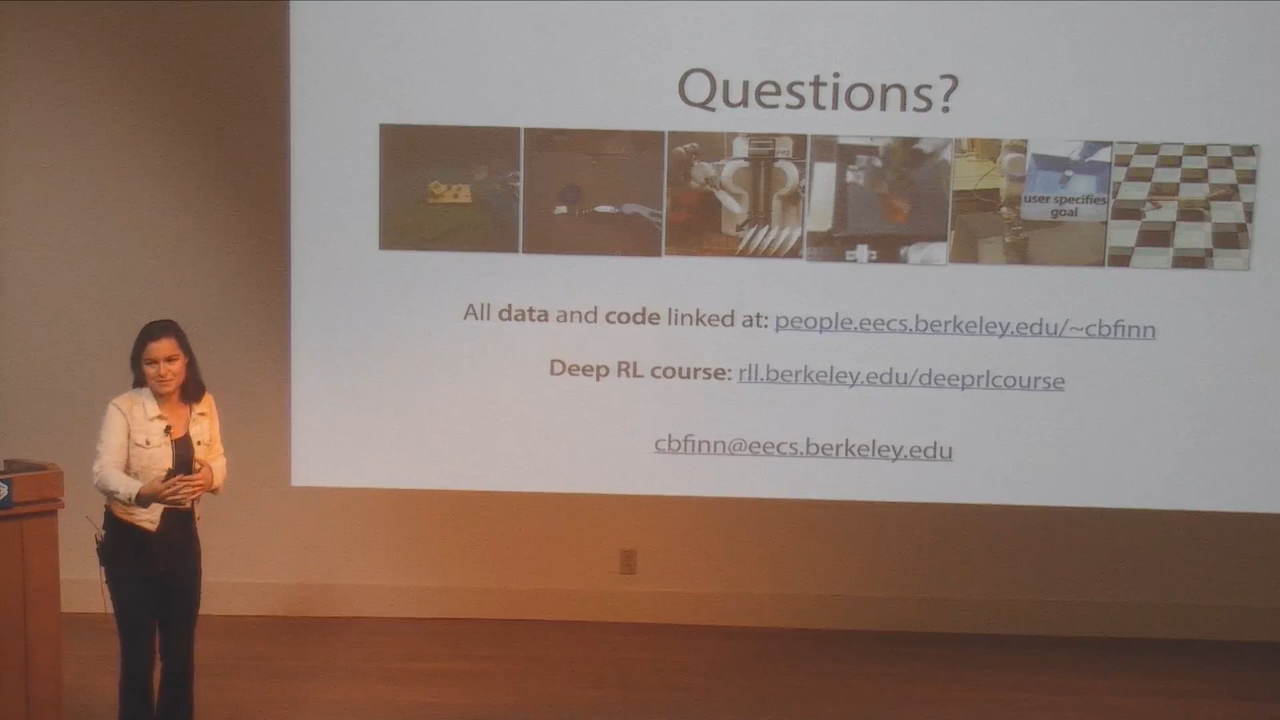 Questions?
user specifies
goal
All data and code linked at: people.eecs.berkeley.edu/~cbfinn
Deep RL course: rll.berkeley.edu/deeprlcourse
cbfinn@eecs.berkeley.edu